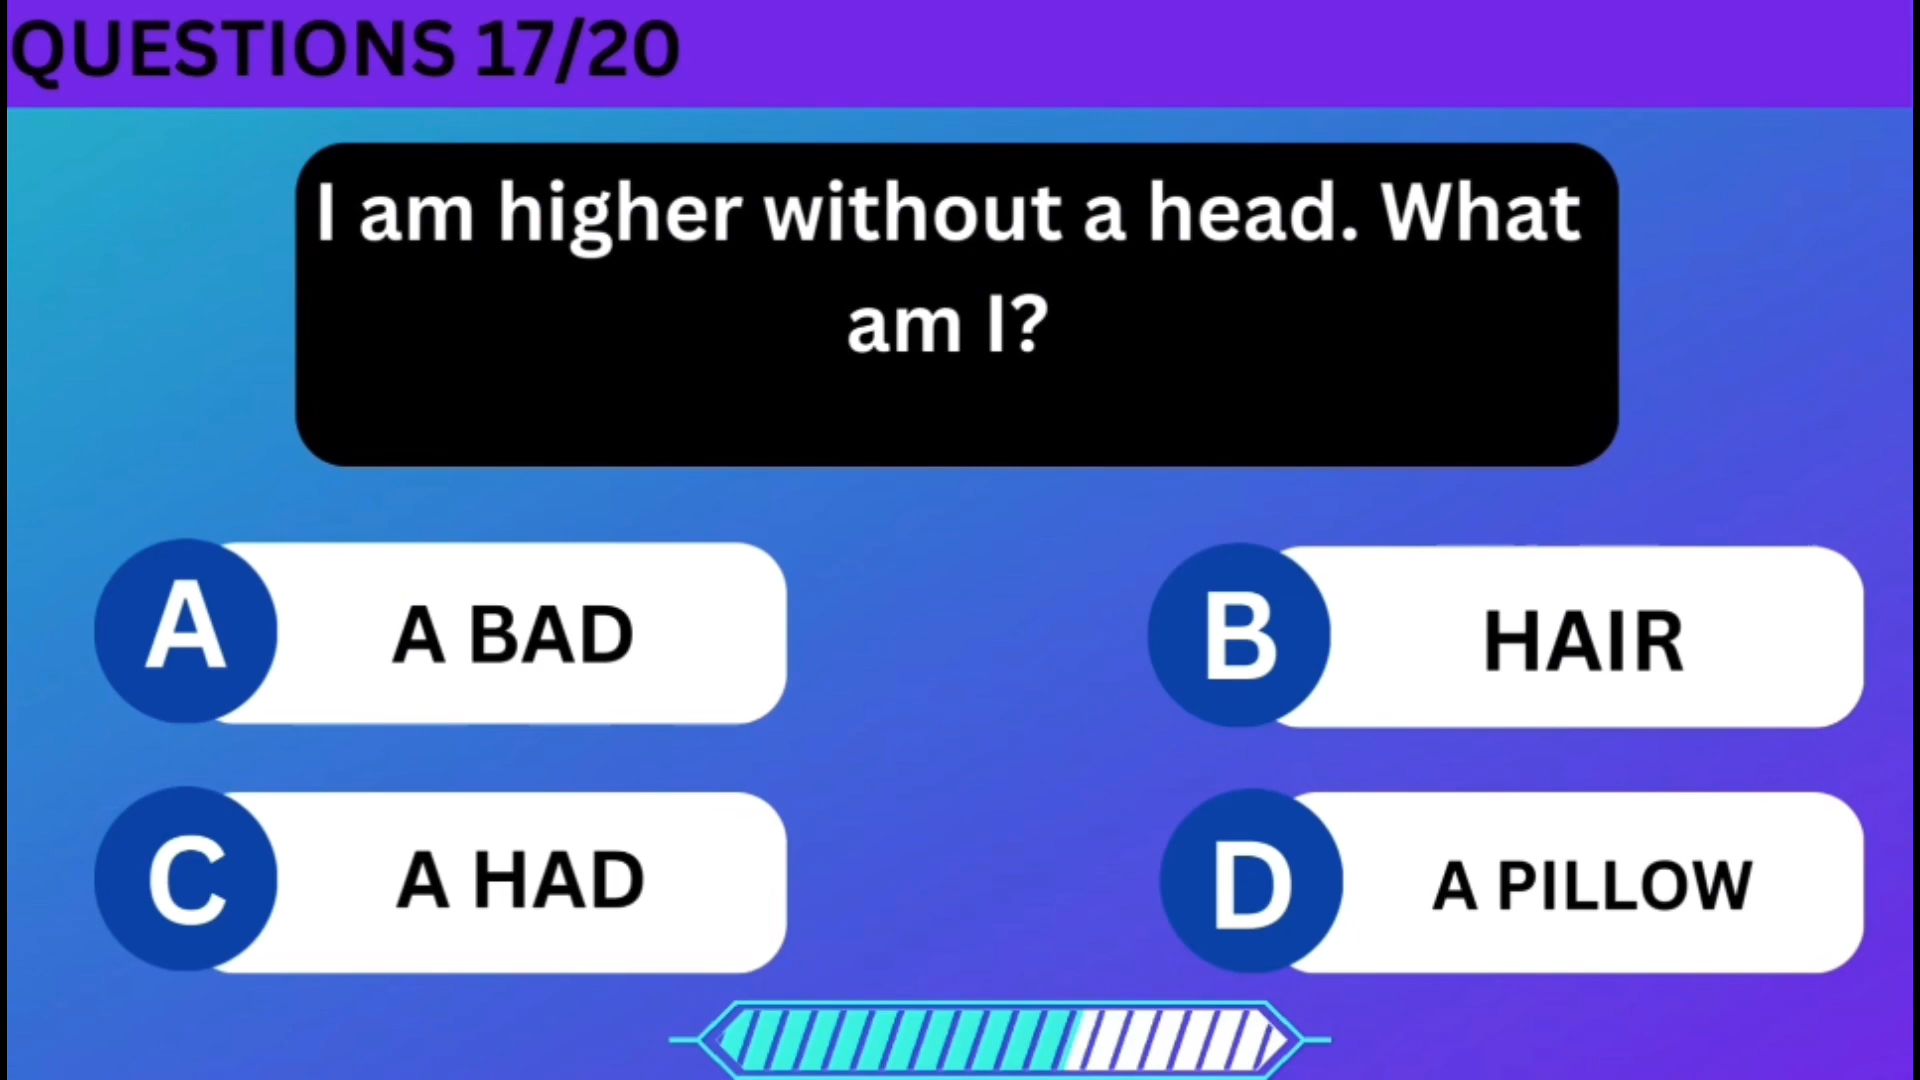 QUESTIONS 17/20
I am higher without a head. What
am I?
A
A BAD
B
HAIR
C
A HAD
D
A PILLOW